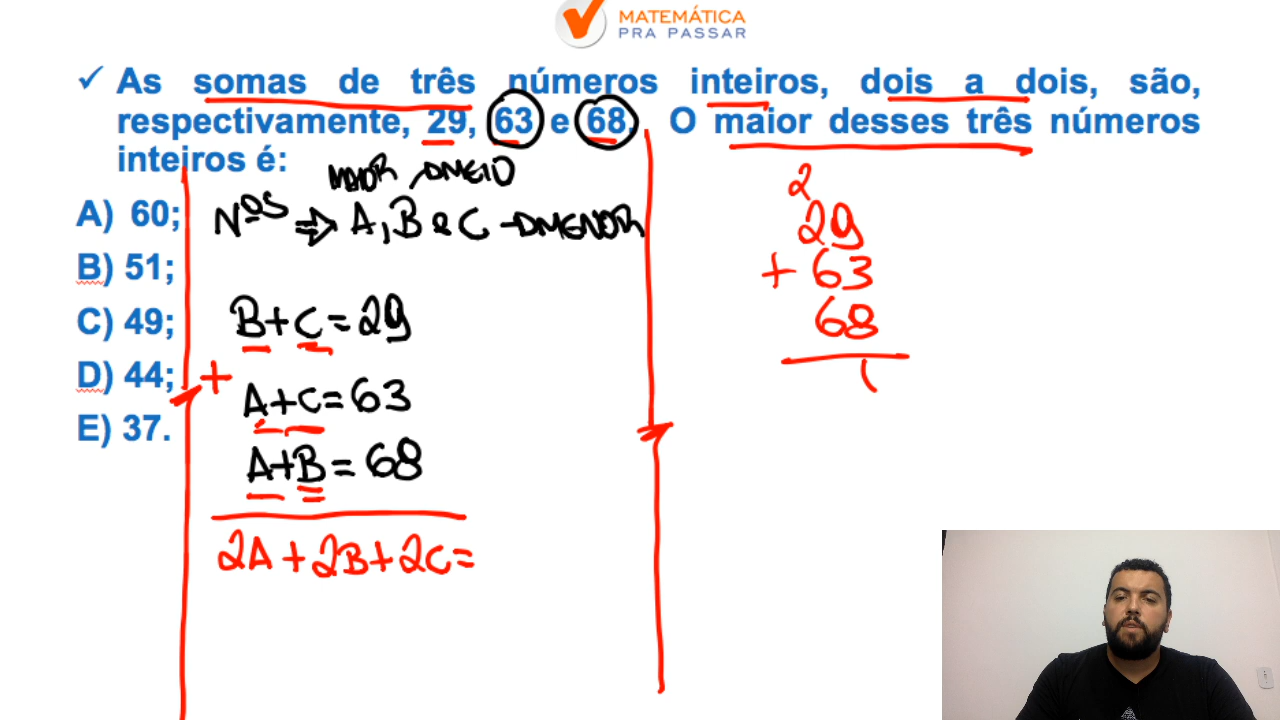 MATEMÁTICA
PRA PASSAR
✓ As somas de três números inteiros, dois a dois, são,
respectivamente, 29, 63 e 68. O maior desses três números
inteiros é:
A) 60;
B) 51;
C) 49;
D) 44;
E) 37.
MAIOR MEIO
Nºos ⇒ A, B e C → MENOR
B+C=29
+
A+C=63
A+B=68
2A+2B+2C=
2
29
+ 63
68
1